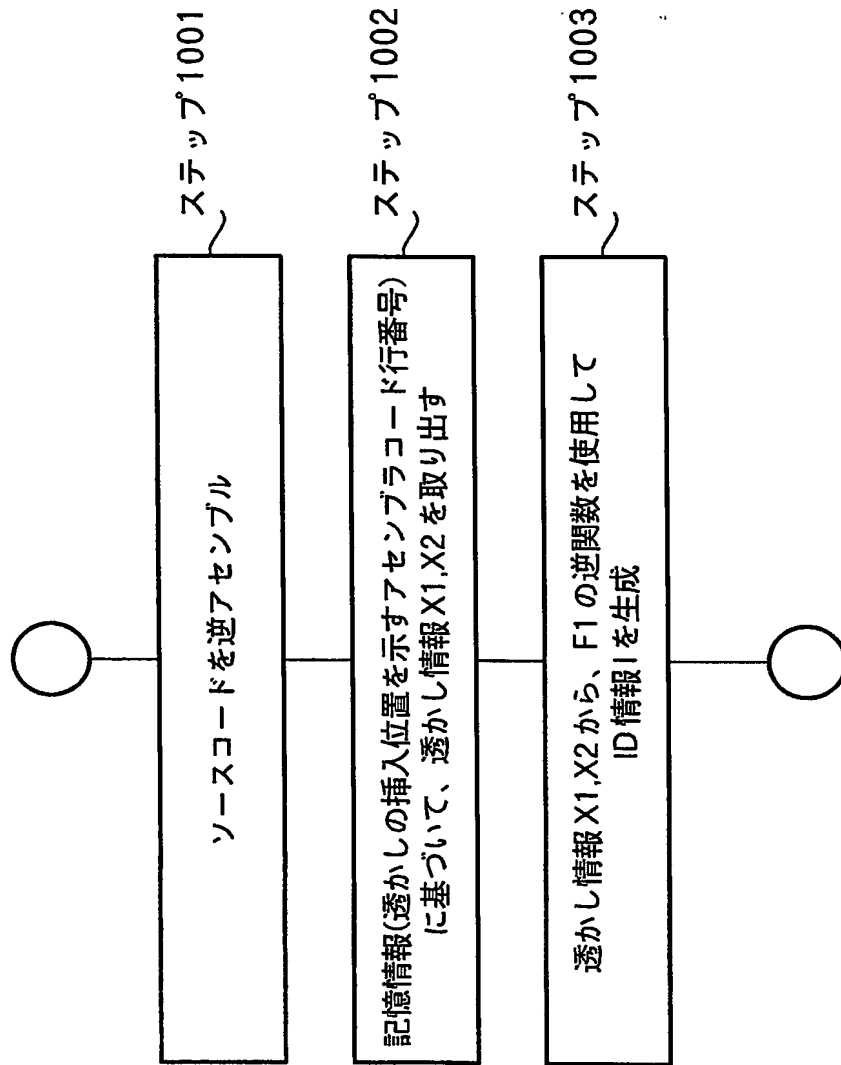 ステップ1001
ソースコードを逆アセンブル
ステップ1002
記憶情報(透かしの挿入位置を示すアセンブラコード行番号)
に基づいて、透かし情報X1,X2を取り出す
ステップ1003
透かし情報X1,X2から、F1の逆関数を使用して
ID情報Iを生成